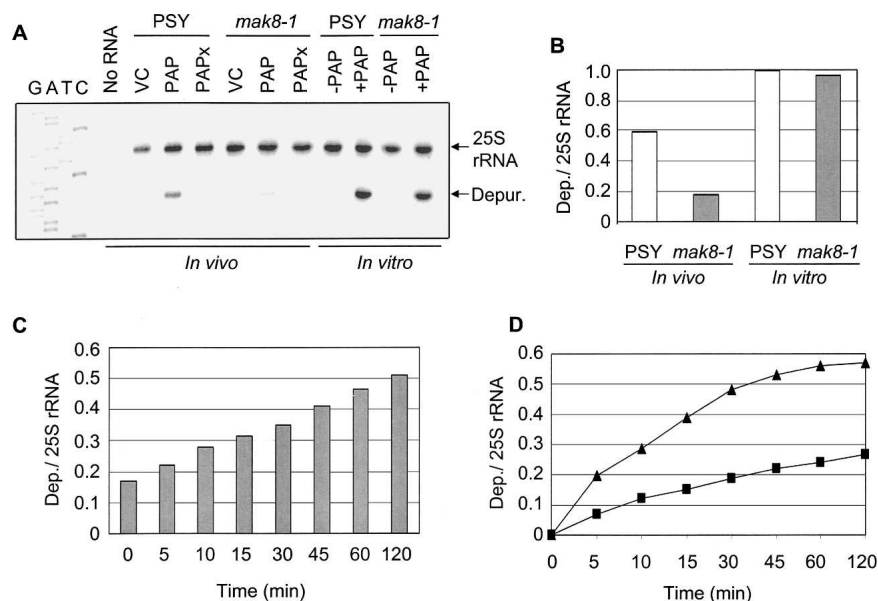 A
PSY mak8-1 PSY mak8-1
G A T C No RNA VC PAP PAPx VC PAP PAPx -PAP +PAP -PAP +PAP
25S rRNA
Depur.
In vivo In vitro
B
Dep./ 25S rRNA
1.0
0.8
0.6
0.4
0.2
0
PSY mak8-1 PSY mak8-1
In vivo In vitro
C
Dep./ 25S rRNA
0.6
0.5
0.4
0.3
0.2
0.1
0
0 5 10 15 30 45 60 120
Time (min)
D
Dep./ 25S rRNA
0.6
0.5
0.4
0.3
0.2
0.1
0
0 5 10 15 30 45 60 120
Time (min)